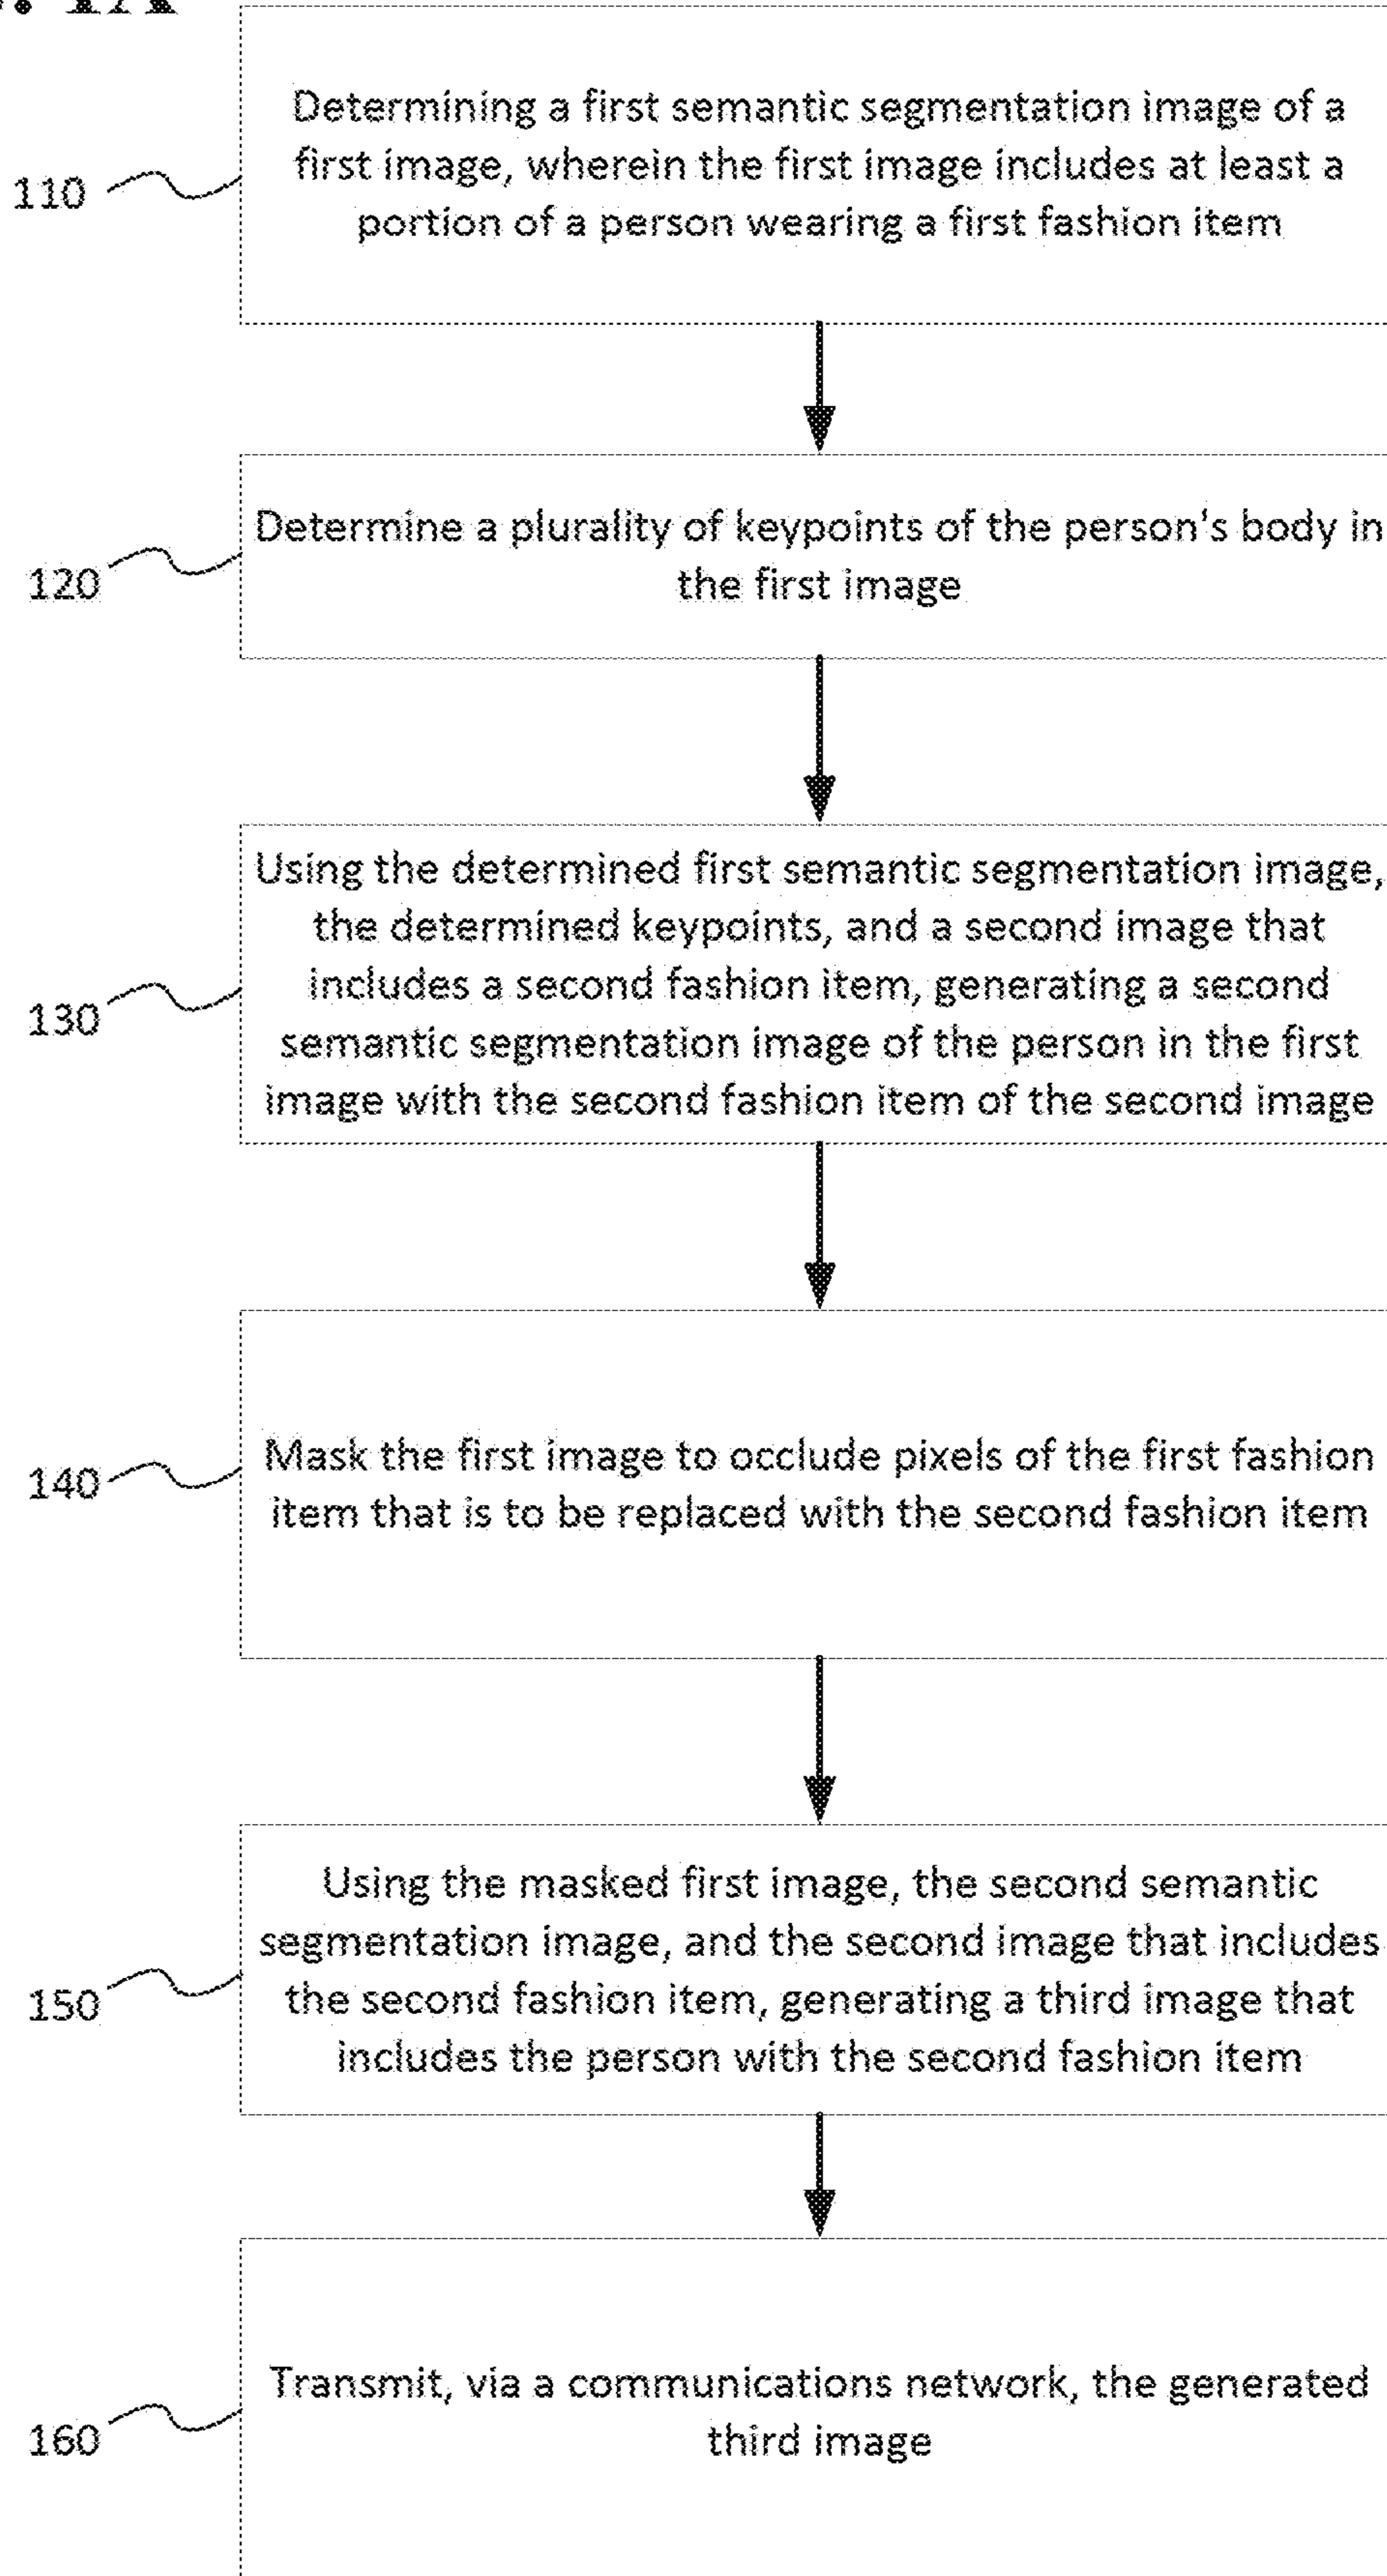 Determining a first semantic segmentation image of a
first image, wherein the first image includes at least a
portion of a person wearing a first fashion item
110
Determine a plurality of keypoints of the person's body in
the first image
120
Using the determined first semantic segmentation image,
the determined keypoints, and a second image that
includes a second fashion item, generating a second
semantic segmentation image of the person in the first
image with the second fashion item of the second image
130
Mask the first image to occlude pixels of the first fashion
item that is to be replaced with the second fashion item
140
Using the masked first image, the second semantic
segmentation image, and the second image that includes
the second fashion item, generating a third image that
includes the person with the second fashion item
150
Transmit, via a communications network, the generated
third image
160